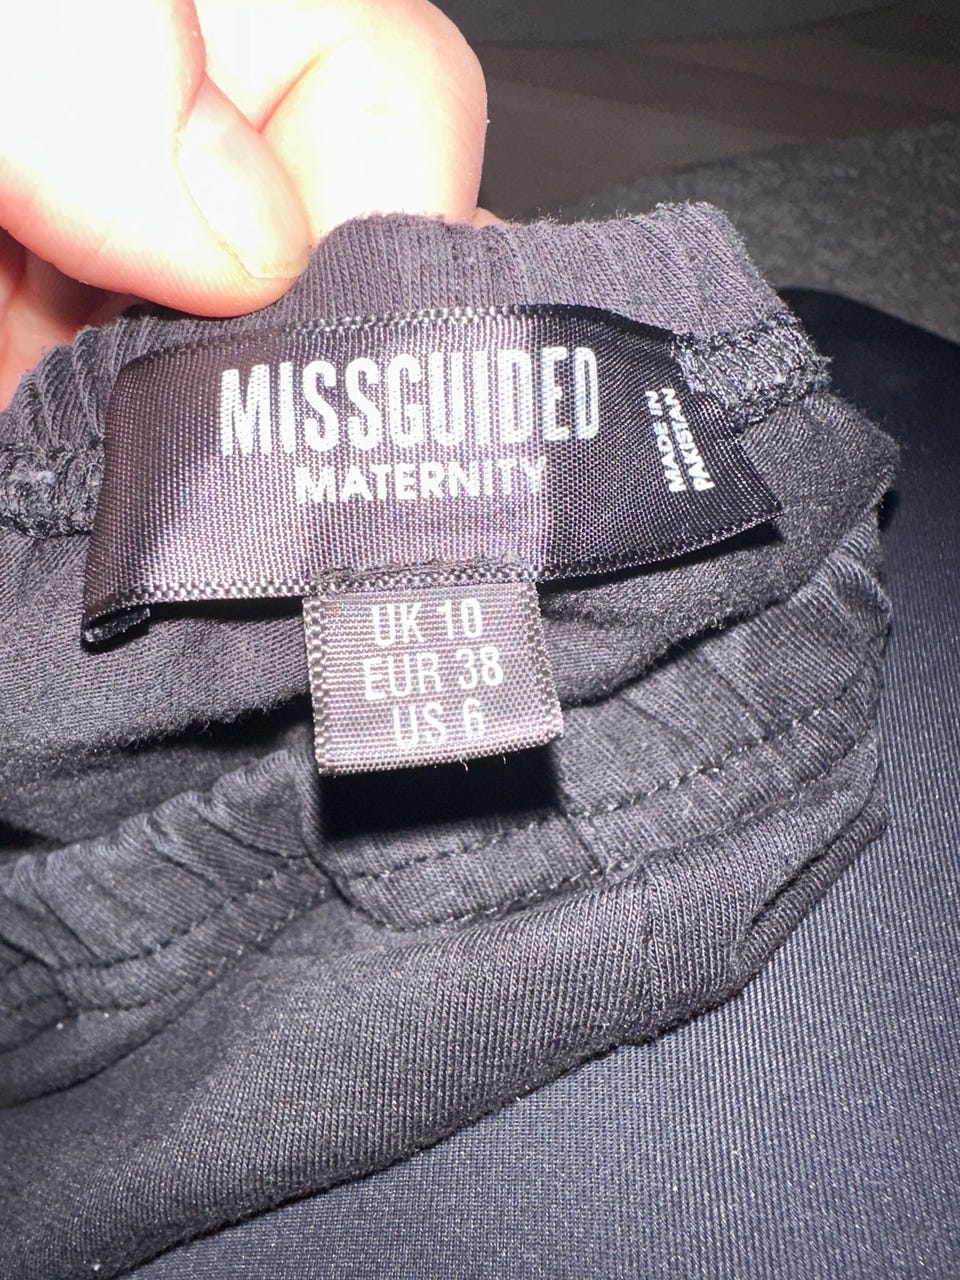 MISSGUIDED
MATERNITY
MADE IN
PAKISTAN
UK 10
EUR 38
US 6